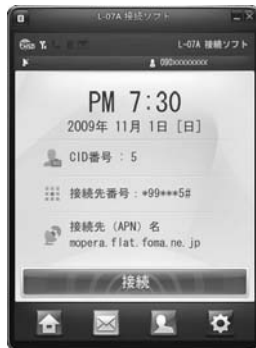 L-07A 接続ソフト
L-07A 接続ソフト
090xxxxxxxx
PM 7:30
2009年 11月 1日 [日]
CID番号 : 5
接続先番号 : *99***5#
接続先 (APN) 名
mopera.flat.foma.ne.jp
接続